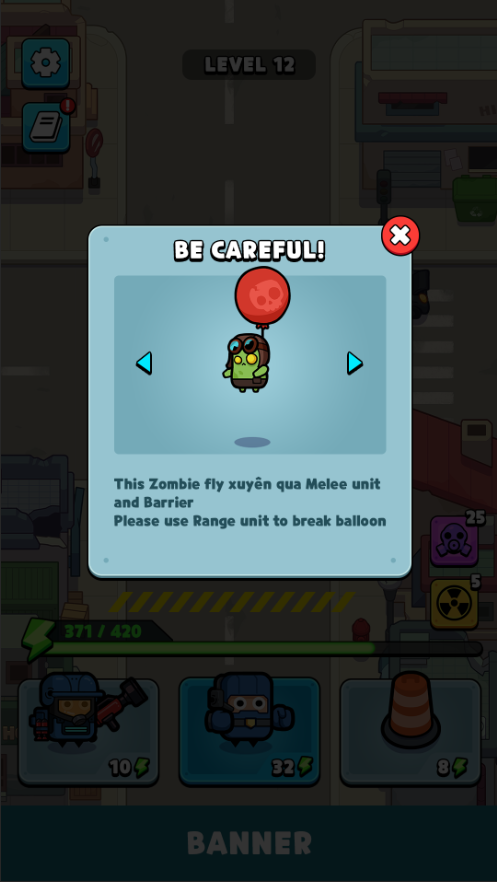 LEVEL 12
BE CAREFUL!
This Zombie fly xuyên qua Melee unit
and Barrier
Please use Range unit to break balloon
25
5
371 / 420
10
32
8
BANNER